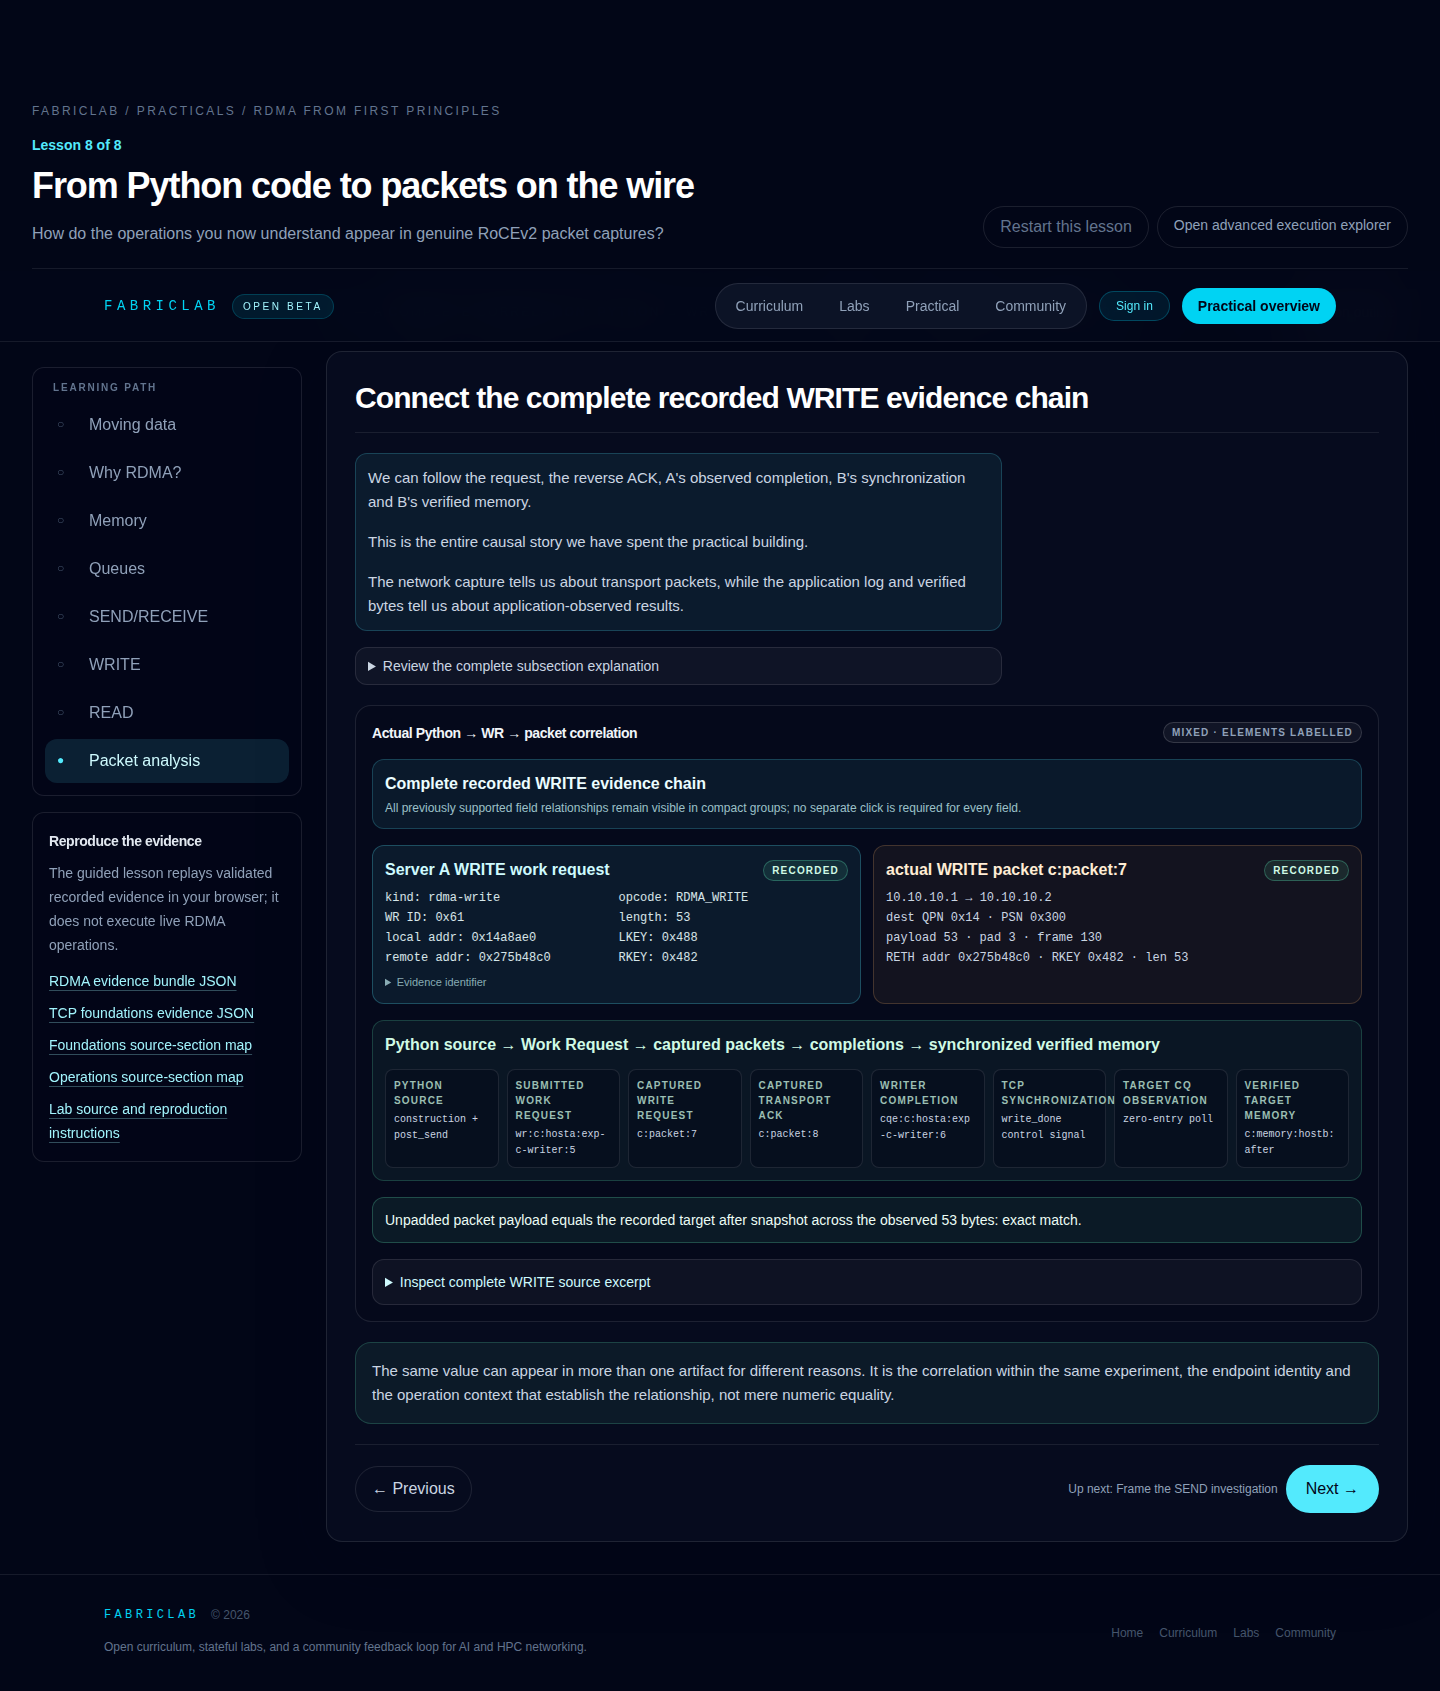 FABRICLAB / PRACTICALS / RDMA FROM FIRST PRINCIPLES
Lesson 8 of 8
From Python code to packets on the wire
How do the operations you now understand appear in genuine RoCEv2 packet captures?
Restart this lesson
Open advanced execution explorer
FABRICLAB
OPEN BETA
Curriculum
Labs
Practical
Community
Sign in
Practical overview
LEARNING PATH
○ Moving data
○ Why RDMA?
○ Memory
○ Queues
○ SEND/RECEIVE
○ WRITE
○ READ
● Packet analysis
Reproduce the evidence
The guided lesson replays validated
recorded evidence in your browser; it
does not execute live RDMA
operations.
RDMA evidence bundle JSON
TCP foundations evidence JSON
Foundations source-section map
Operations source-section map
Lab source and reproduction
instructions
Connect the complete recorded WRITE evidence chain
We can follow the request, the reverse ACK, A's observed completion, B's synchronization
and B's verified memory.
This is the entire causal story we have spent the practical building.
The network capture tells us about transport packets, while the application log and verified
bytes tell us about application-observed results.
▶ Review the complete subsection explanation
Actual Python → WR → packet correlation
MIXED · ELEMENTS LABELLED
Complete recorded WRITE evidence chain
All previously supported field relationships remain visible in compact groups; no separate click is required for every field.
Server A WRITE work request
RECORDED
kind: rdma-write
opcode: RDMA_WRITE
WR ID: 0x61
length: 53
local addr: 0x14a8ae0
LKEY: 0x488
remote addr: 0x275b48c0
RKEY: 0x482
▶ Evidence identifier
actual WRITE packet c:packet:7
RECORDED
10.10.10.1 → 10.10.10.2
dest QPN 0x14 · PSN 0x300
payload 53 · pad 3 · frame 130
RETH addr 0x275b48c0 · RKEY 0x482 · len 53
Python source → Work Request → captured packets → completions → synchronized verified memory
PYTHON
SOURCE
construction +
post_send
SUBMITTED
WORK
REQUEST
wr:c:hosta:exp-
c-writer:5
CAPTURED
WRITE
REQUEST
c:packet:7
CAPTURED
TRANSPORT
ACK
c:packet:8
WRITER
COMPLETION
cqe:c:hosta:exp
-c-writer:6
TCP
SYNCHRONIZATION
write_done
control signal
TARGET CQ
OBSERVATION
zero-entry poll
VERIFIED
TARGET
MEMORY
c:memory:hostb:
after
Unpadded packet payload equals the recorded target after snapshot across the observed 53 bytes: exact match.
▶ Inspect complete WRITE source excerpt
The same value can appear in more than one artifact for different reasons. It is the correlation within the same experiment, the endpoint identity and
the operation context that establish the relationship, not mere numeric equality.
← Previous
Up next: Frame the SEND investigation
Next →
FABRICLAB © 2026
Open curriculum, stateful labs, and a community feedback loop for AI and HPC networking.
Home
Curriculum
Labs
Community